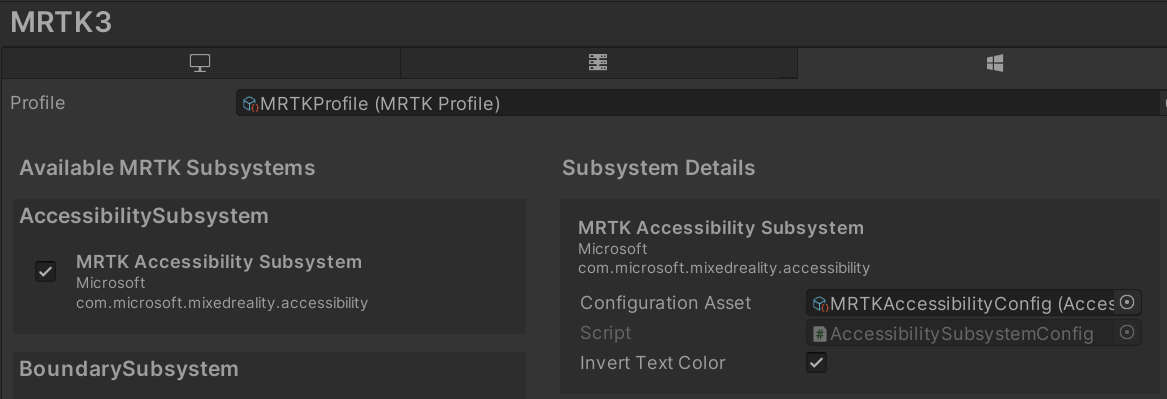 MRTK3
Profile
MRTKProfile (MRTK Profile)
Available MRTK Subsystems
AccessibilitySubsystem
MRTK Accessibility Subsystem
Microsoft
com.microsoft.mixedreality.accessibility
BoundarySubsystem
Subsystem Details
MRTK Accessibility Subsystem
Microsoft
com.microsoft.mixedreality.accessibility
Configuration Asset
MRTKAccessibilityConfig (Acces
Script
AccessibilitySubsystemConfig
Invert Text Color